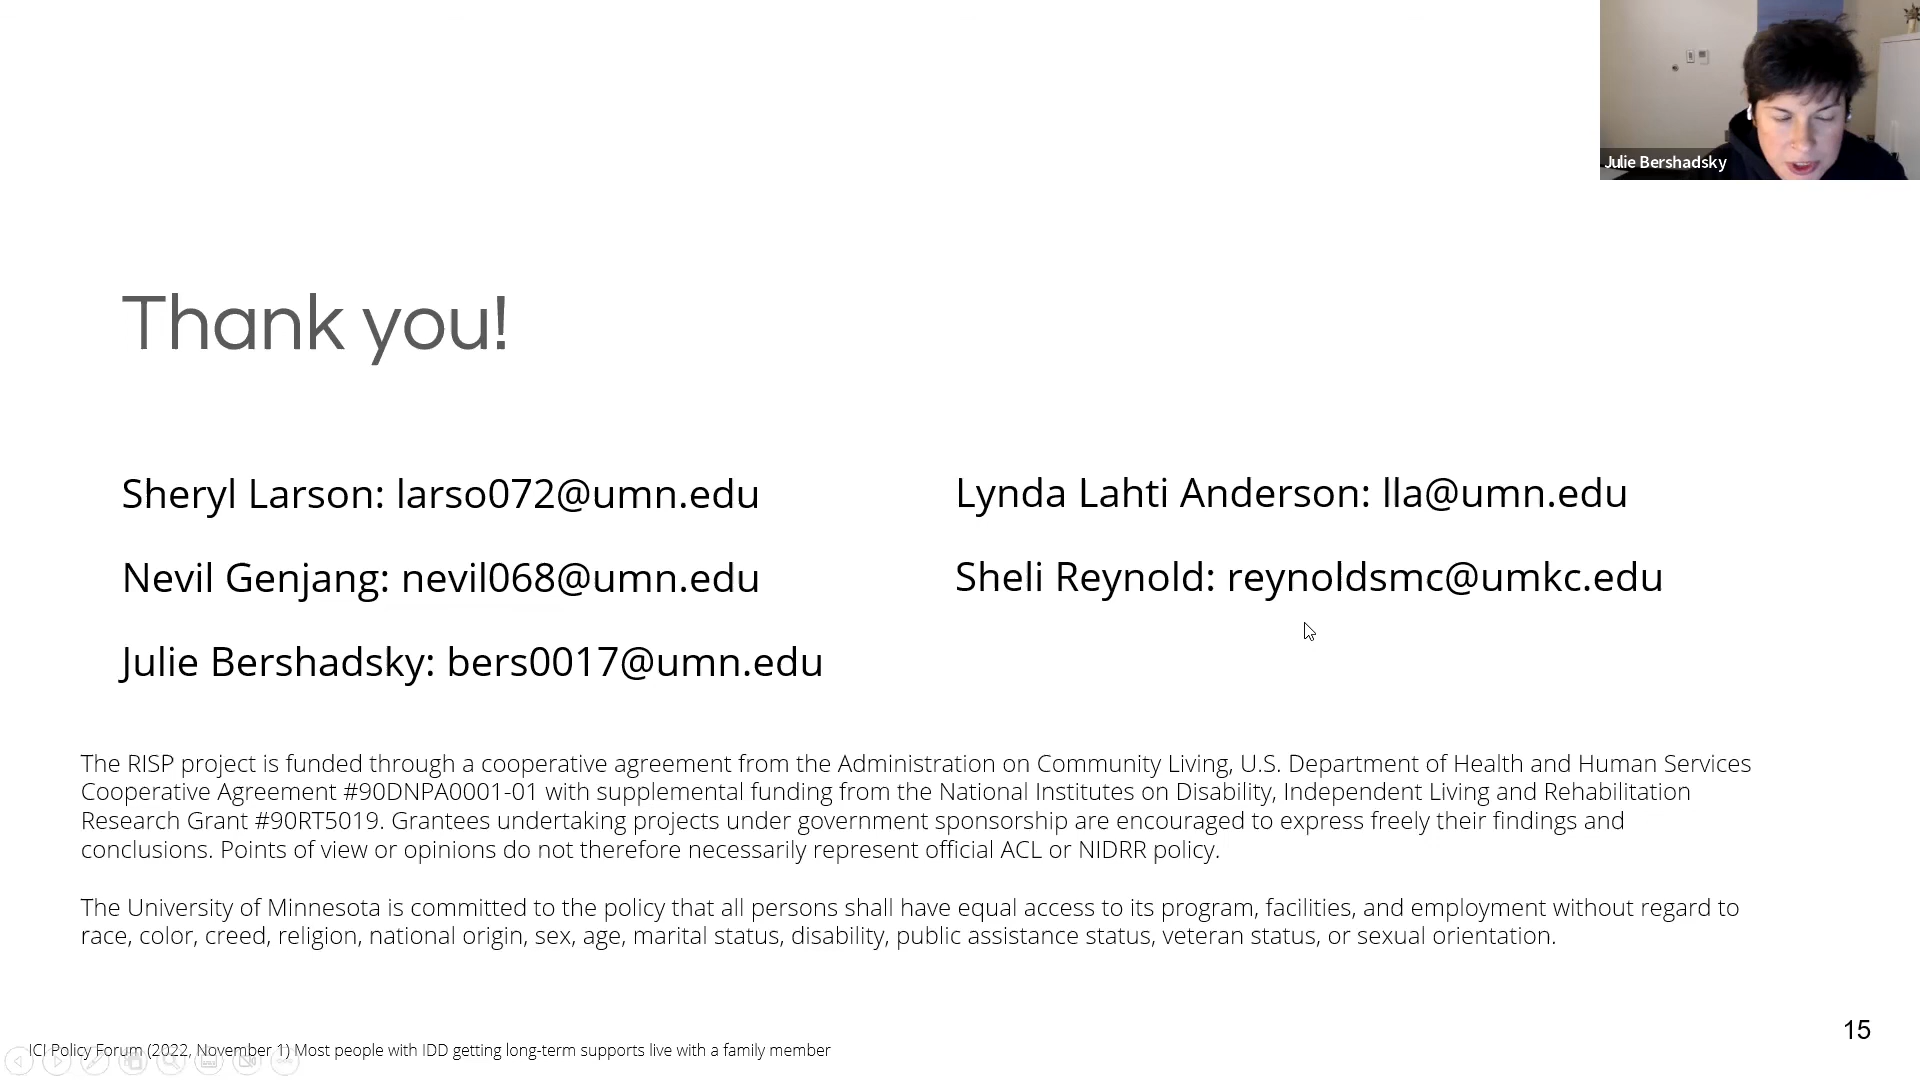 Julie Bershadsky
Thank you!
Sheryl Larson: larso072@umn.edu
Nevil Genjang: nevil068@umn.edu
Julie Bershadsky: bers0017@umn.edu
Lynda Lahti Anderson: lla@umn.edu
Sheli Reynold: reynoldsmc@umkc.edu
The RISP project is funded through a cooperative agreement from the Administration on Community Living, U.S. Department of Health and Human Services
Cooperative Agreement #90DNPA0001-01 with supplemental funding from the National Institutes on Disability, Independent Living and Rehabilitation
Research Grant #90RT5019. Grantees undertaking projects under government sponsorship are encouraged to express freely their findings and
conclusions. Points of view or opinions do not therefore necessarily represent official ACL or NIDRR policy.
The University of Minnesota is committed to the policy that all persons shall have equal access to its program, facilities, and employment without regard to
race, color, creed, religion, national origin, sex, age, marital status, disability, public assistance status, veteran status, or sexual orientation.
15
ICI Policy Forum (2022, November 1) Most people with IDD getting long-term supports live with a family member